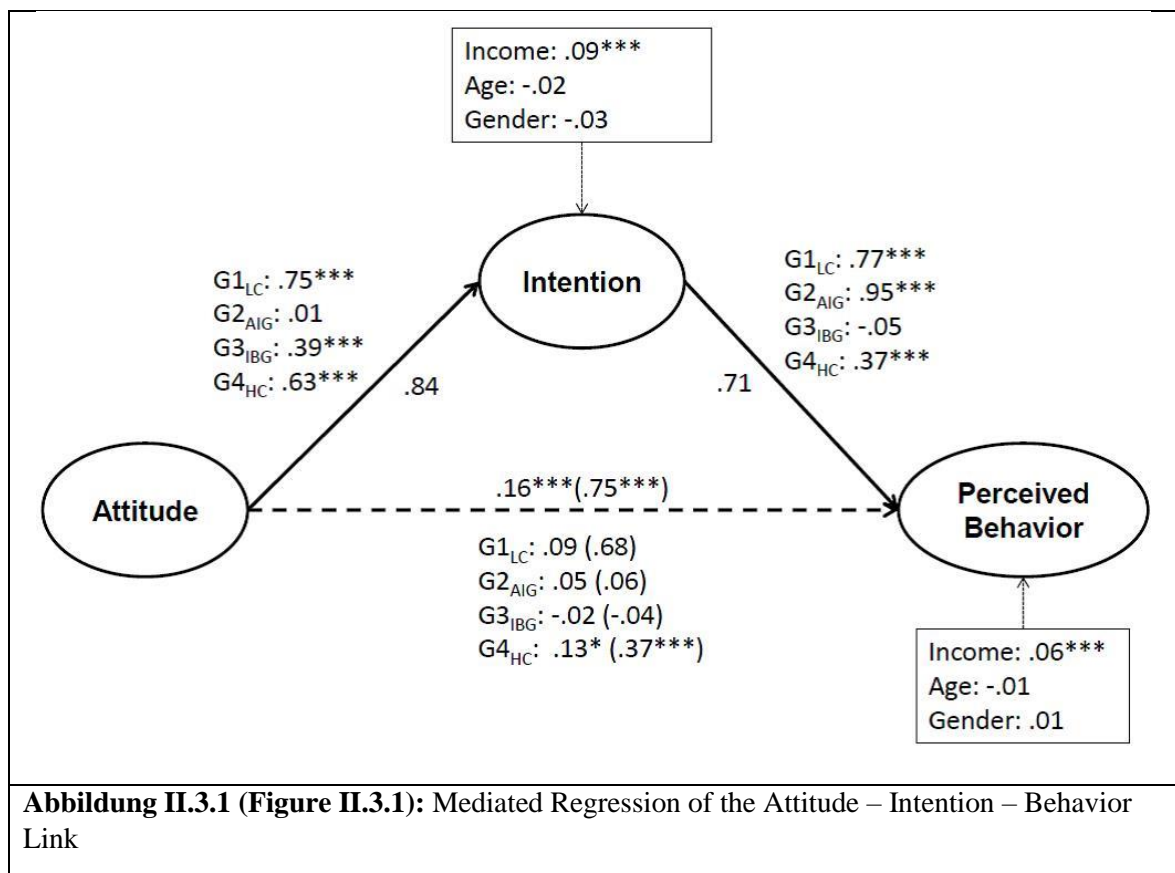 Income: .09***
Age: -.02
Gender: -.03
G1LC: .75***
G2AIG: .01
G3IBG: .39***
G4HC: .63***
.84
Intention
G1LC: .77***
G2AIG: .95***
G3IBG: -.05
G4HC: .37***
.71
Attitude
.16***(.75***)
G1LC: .09 (.68)
G2AIG: .05 (.06)
G3IBG: -.02 (-.04)
G4HC: .13* (.37***)
Perceived
Behavior
Income: .06***
Age: -.01
Gender: .01
Abbildung II.3.1 (Figure II.3.1): Mediated Regression of the Attitude – Intention – Behavior
Link